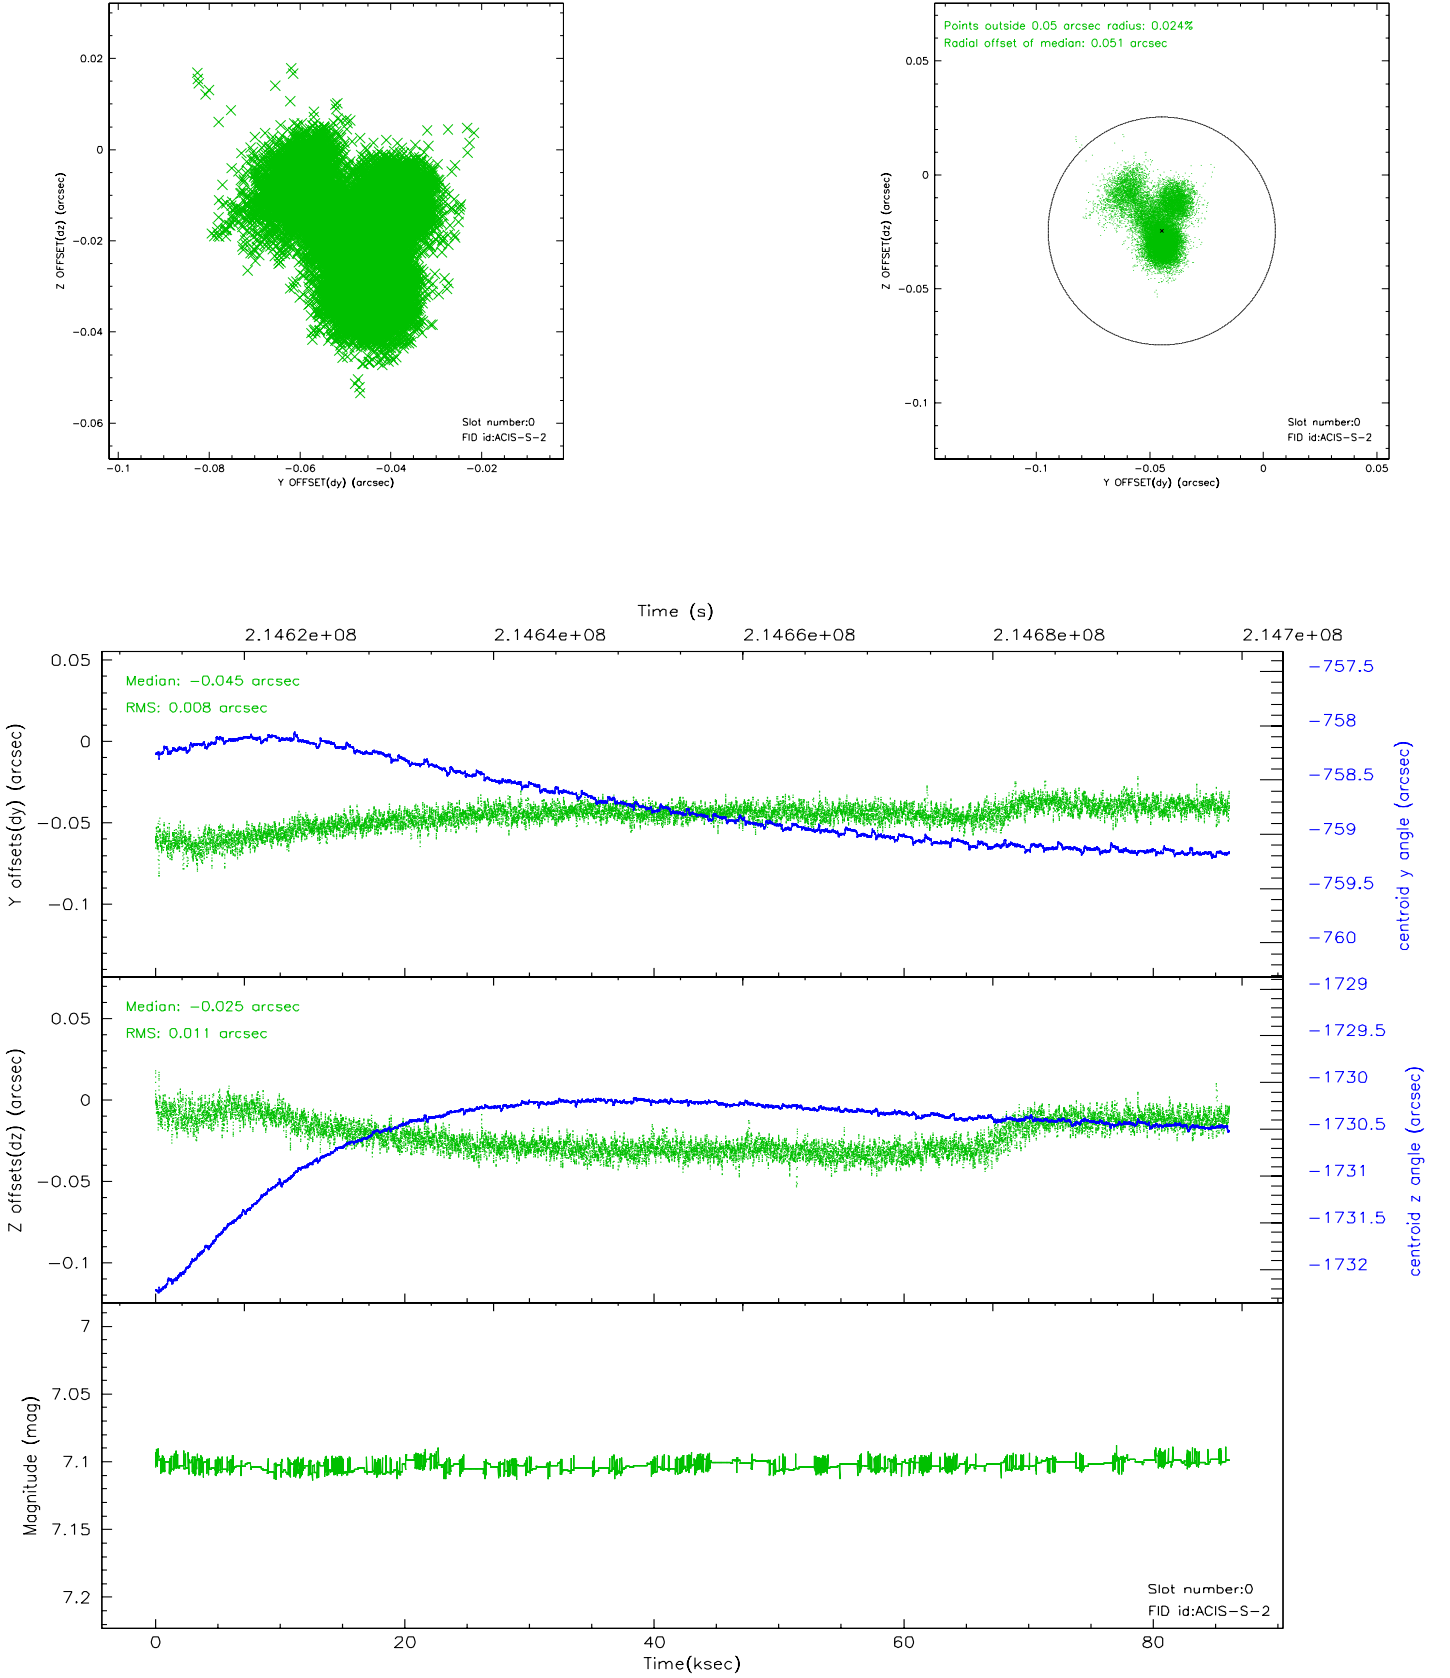 0.02
0
-0.02
-0.04
-0.06
Z OFFSET(dz) (arcsec)
Slot number:0
FID id:ACIS-S-2
-0.1
-0.08
-0.06
-0.04
-0.02
Y OFFSET(dy) (arcsec)
Points outside 0.05 arcsec radius: 0.024%
Radial offset of median: 0.051 arcsec
0.05
0
-0.05
-0.1
Z OFFSET(dz) (arcsec)
Slot number:0
FID id:ACIS-S-2
-0.1
-0.05
0
0.05
Y OFFSET(dy) (arcsec)
Time (s)
2.1462e+08
2.1464e+08
2.1466e+08
2.1468e+08
2.147e+08
0.05
0
-0.05
-0.1
Y offsets(dy) (arcsec)
Median: -0.045 arcsec
RMS: 0.008 arcsec
-757.5
-758
-758.5
-759
-759.5
-760
centroid y angle (arcsec)
0.05
0
-0.05
-0.1
Z offsets(dz) (arcsec)
Median: -0.025 arcsec
RMS: 0.011 arcsec
-1729
-1729.5
-1730
-1730.5
-1731
-1731.5
-1732
centroid z angle (arcsec)
7
7.05
7.1
7.15
7.2
Magnitude (mag)
Slot number:0
FID id:ACIS-S-2
0
20
40
60
80
Time(ksec)